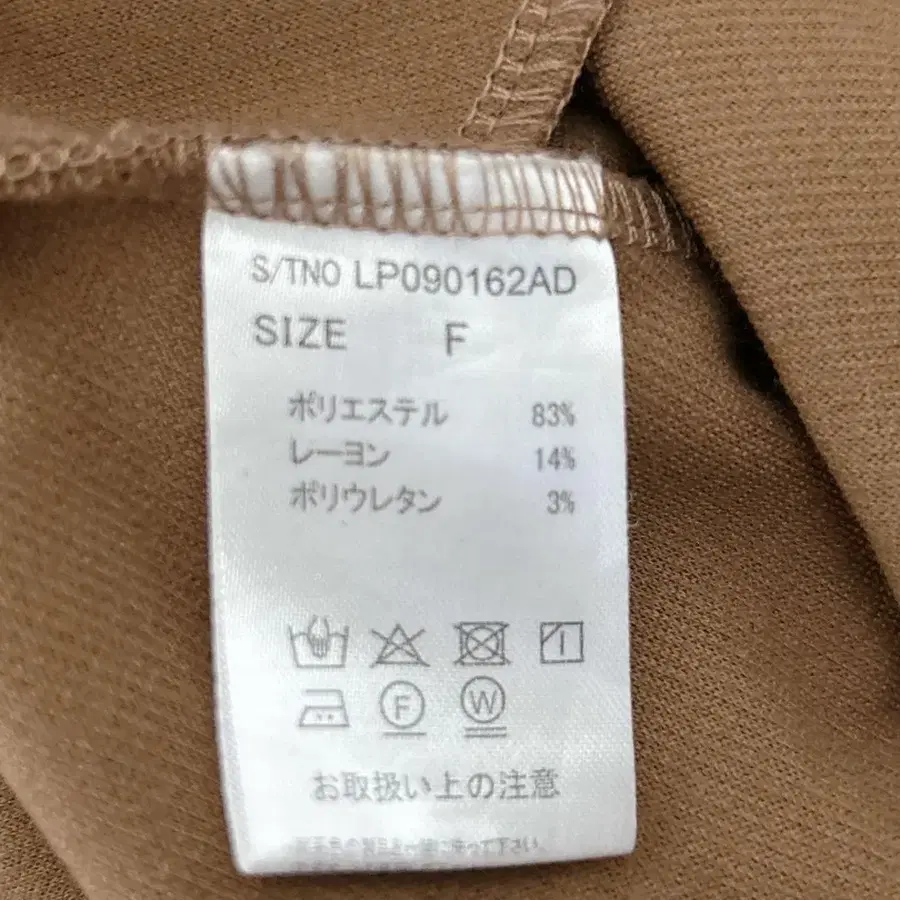 S/TNO LP090162AD
SIZE F
ポリエステル 83%
レーヨン 14%
ポリウレタン 3%
F W
お取扱い上の注意